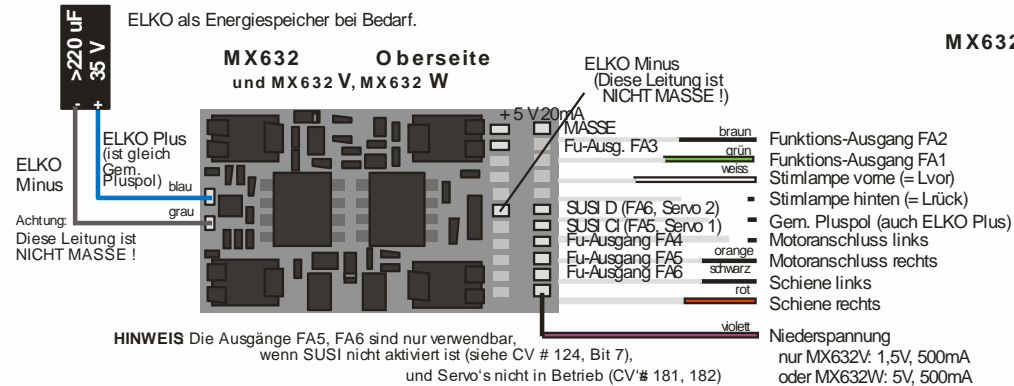 ELKO als Energiespeicher bei Bedarf.
>220 uF
35 V
- +
MX632 Oberseite
und MX632 V, MX632 W
MX632
ELKO Minus
(Diese Leitung ist
NICHT MASSE !)
ELKO Plus
(ist gleich
Gem.
Pluspol)
blau
ELKO
Minus
grau
Achtung:
Diese Leitung ist
NICHT MASSE !
+ 5 V 20mA
MASSE
Fu-Ausg. FA3
SUSI D (FA6, Servo 2)
SUSI Cl (FA5, Servo 1)
Fu-Ausgang FA4
Fu-Ausgang FA5
Fu-Ausgang FA6
braun Funktions-Ausgang FA2
grün Funktions-Ausgang FA1
weiss Stirnlampe vorne (= Lvor)
Stirnlampe hinten (= Lrück)
Gem. Pluspol (auch ELKO Plus)
Motoranschluss links
orange Motoranschluss rechts
schwarz Schiene links
rot Schiene rechts
violett Niederspannung
nur MX632V: 1,5V, 500mA
oder MX632W: 5V, 500mA
HINWEIS: Die Ausgänge FA5, FA6 sind nur verwendbar,
wenn SUSI nicht aktiviert ist (siehe CV # 124, Bit 7),
und Servo's nicht in Betrieb (CV's # 181, 182)